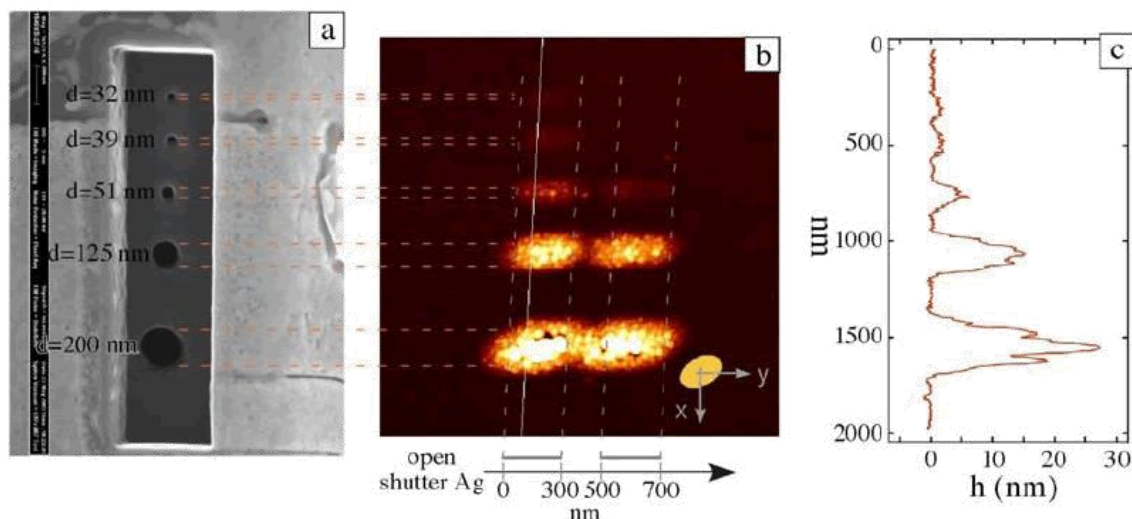 a
d=32 nm
d=39 nm
d=51 nm
d=125 nm
d=200 nm
b
y
x
open
shutter Ag
0 300 500 700
nm
c
0
500
1000
1500
2000
nm
0 10 20 30
h (nm)